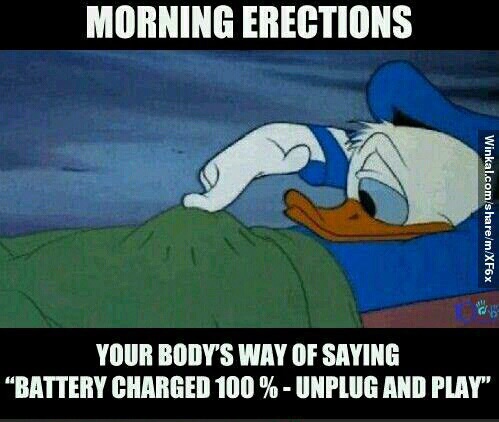 MORNING ERECTIONS
Winkal.com/share/m/XF6x
YOUR BODY'S WAY OF SAYING
"BATTERY CHARGED 100 % - UNPLUG AND PLAY"